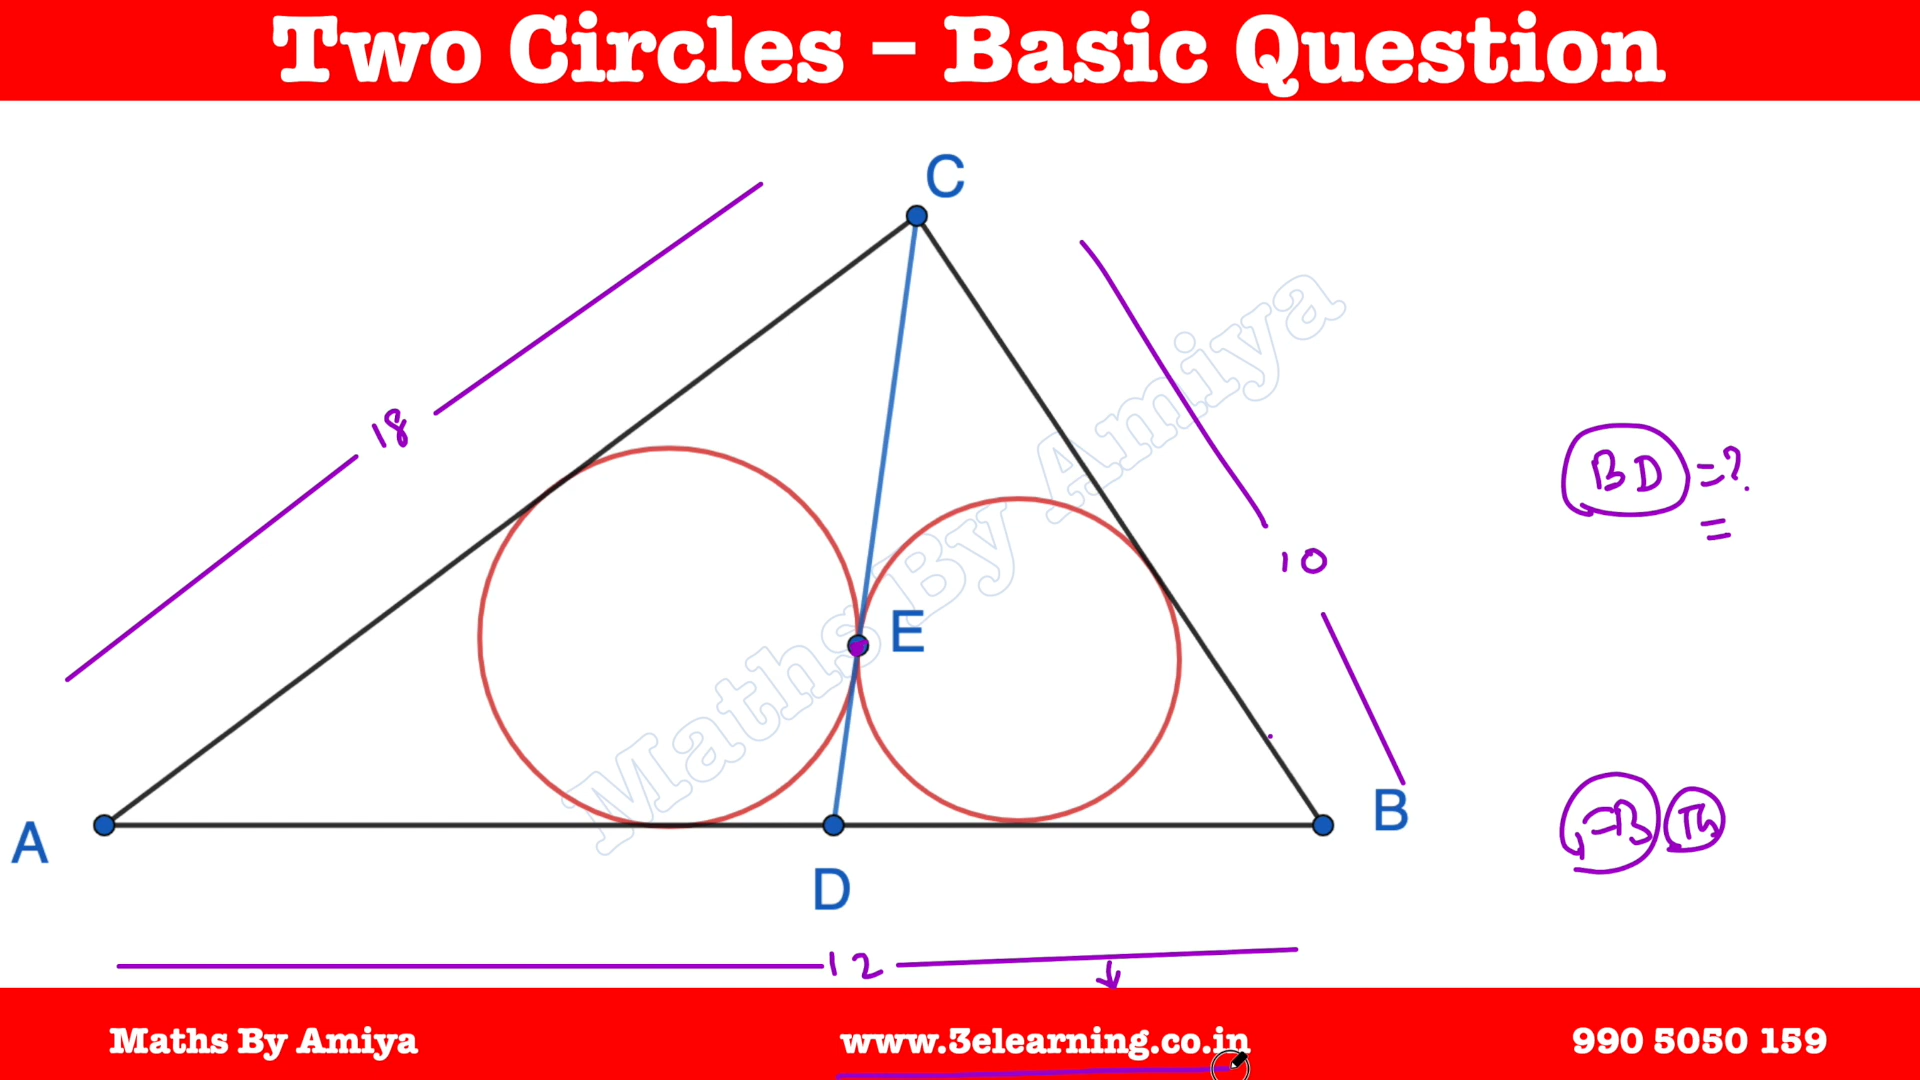 Two Circles – Basic Question
C
18
10
BD = ?
E
A
B
D
12
Maths By Amiya
Maths By Amiya
www.3elearning.co.in
990 5050 159